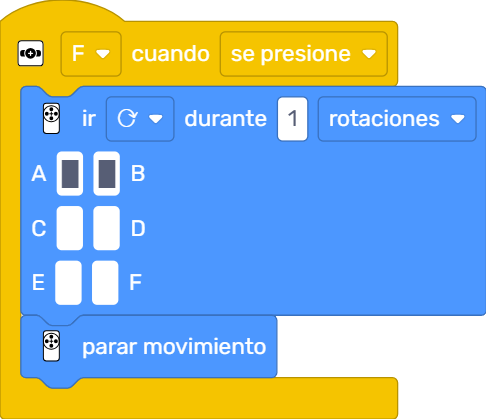 F cuando se presione
ir durante 1 rotaciones
A B
C D
E F
parar movimiento